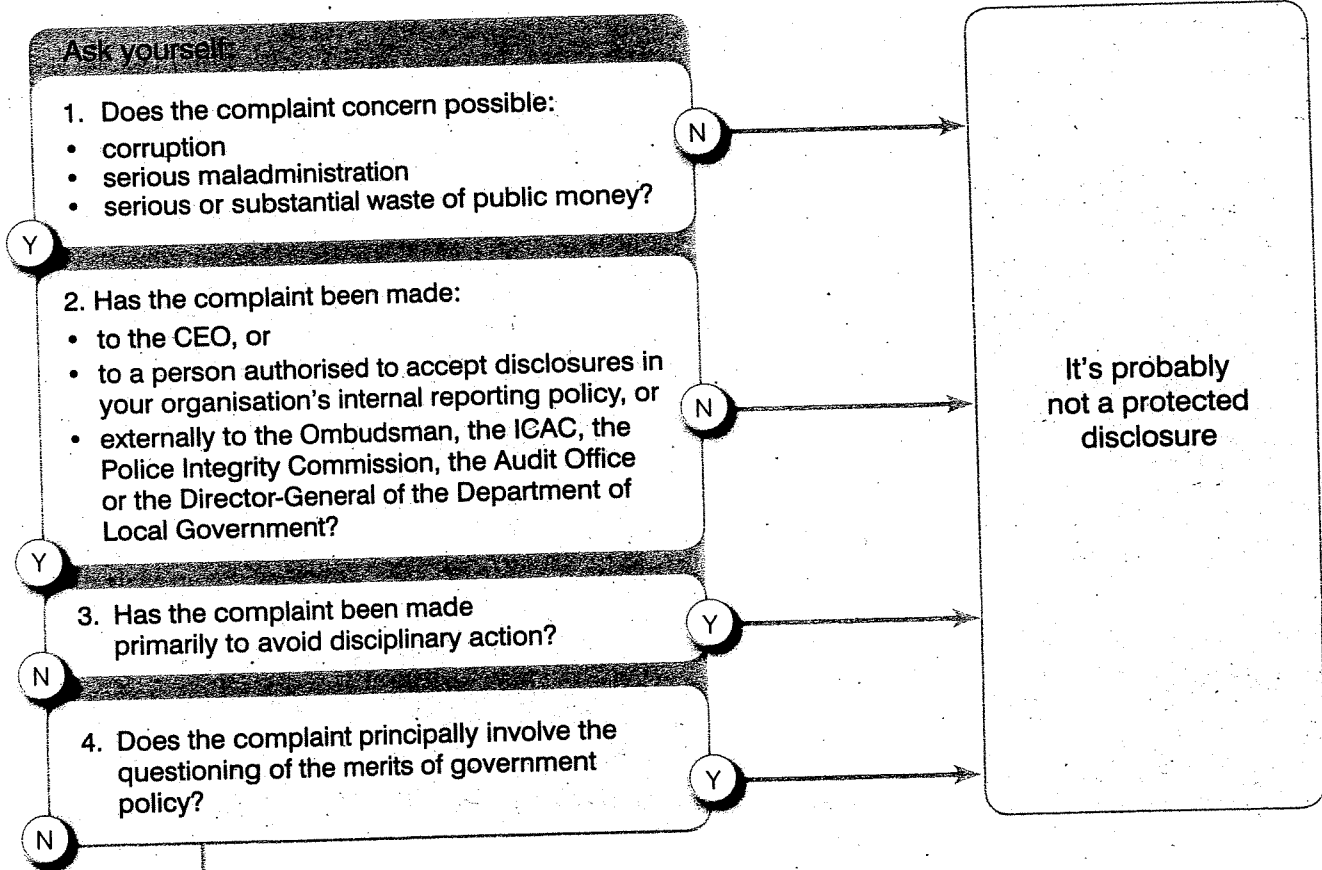 Ask yourself:
1. Does the complaint concern possible:
• corruption
• serious maladministration
• serious or substantial waste of public money?
N
Y
2. Has the complaint been made:
• to the CEO, or
• to a person authorised to accept disclosures in
your organisation's internal reporting policy, or
• externally to the Ombudsman, the ICAC, the
Police Integrity Commission, the Audit Office
or the Director-General of the Department of
Local Government?
N
Y
3. Has the complaint been made
primarily to avoid disciplinary action?
Y
N
4. Does the complaint principally involve the
questioning of the merits of government
policy?
Y
N
It's probably
not a protected
disclosure